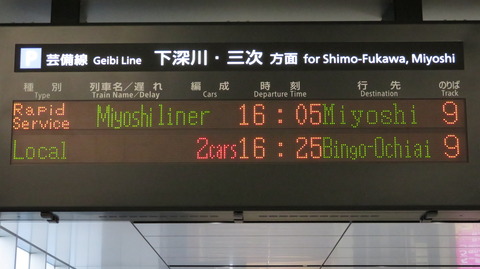 P 芸備線 Geibi Line 下深川・三次 方面 for Shimo-Fukawa, Miyoshi
種別 列車名/遅れ 編成 時刻 行先 のりば
Type Train Name/Delay Cars Departure Time Destination Track
Rapid Service Miyoshi liner 16:05 Miyoshi 9
Local 2cars 16:25 Bingo-Ochiai 9